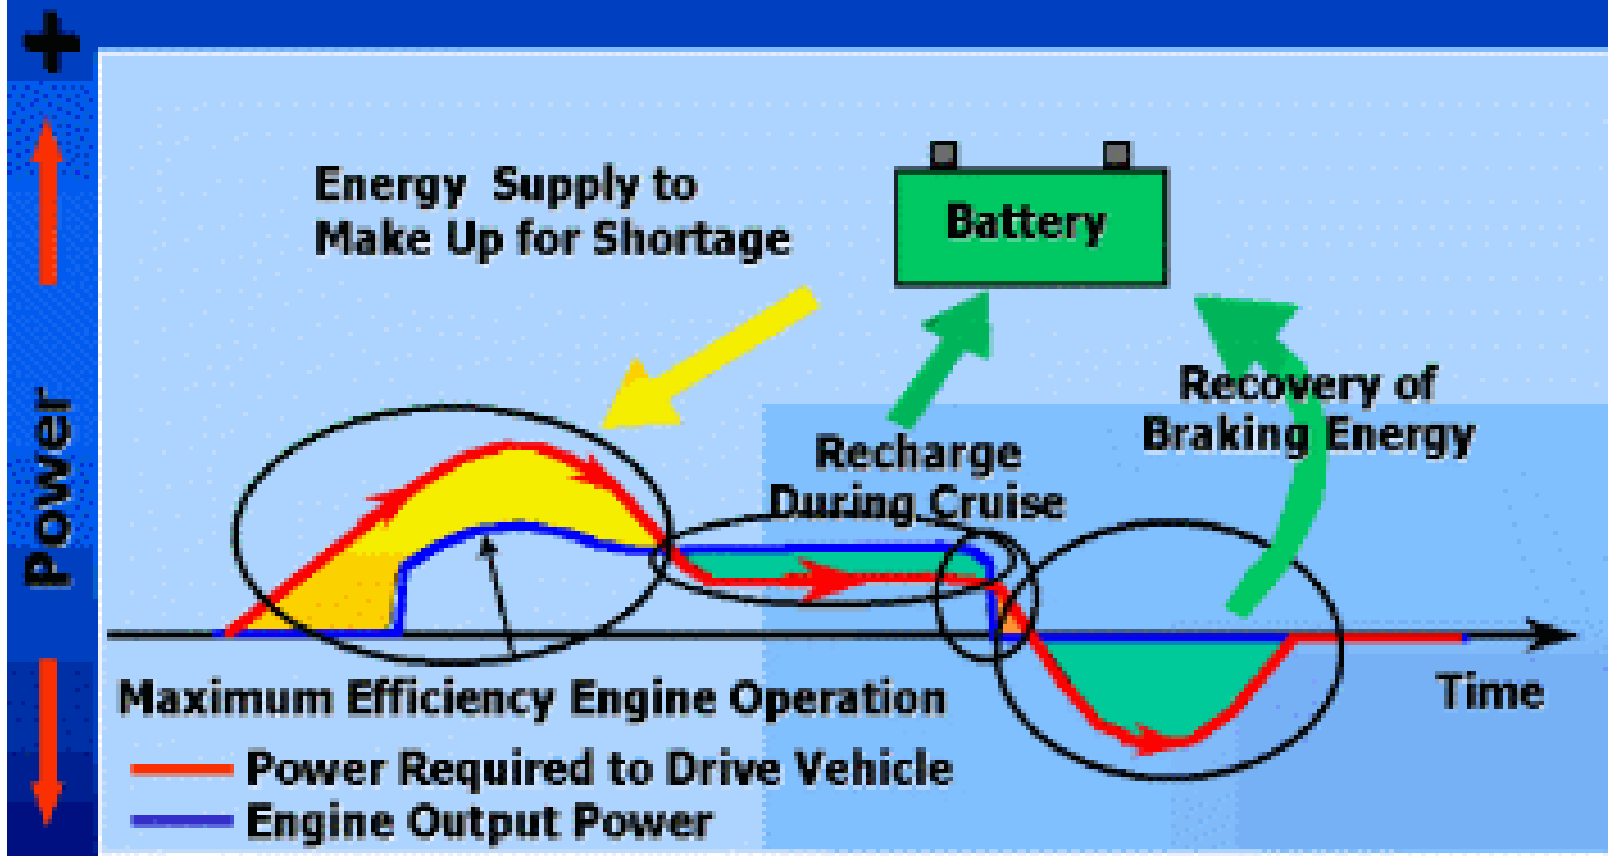 +
Power
Energy Supply to
Make Up for Shortage
Battery
Recovery of
Braking Energy
Recharge
During Cruise
Time
Maximum Efficiency Engine Operation
Power Required to Drive Vehicle
Engine Output Power